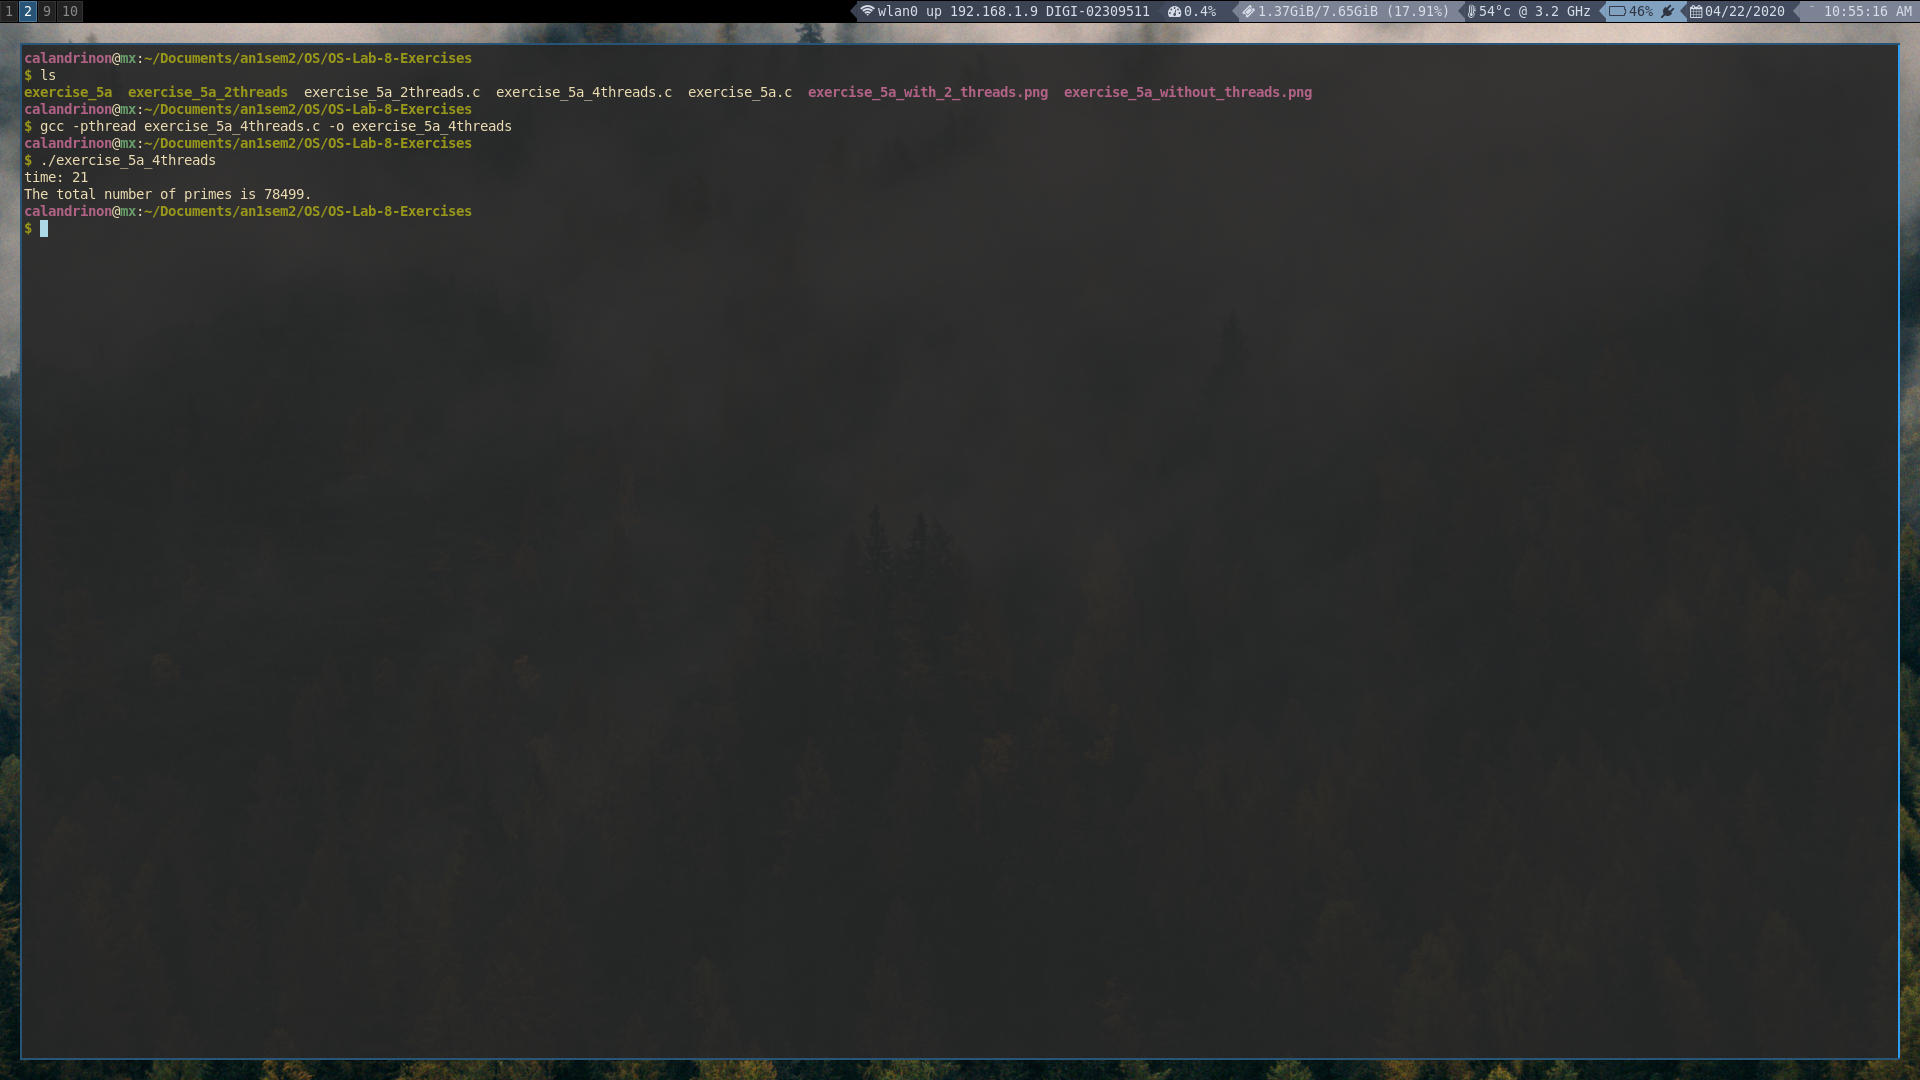 1 2 9 10 wlan0 up 192.168.1.9 DIGI-02309511 0.4% 1.37GiB/7.65GiB (17.91%) 54°c @ 3.2 GHz 46% 04/22/2020 10:55:16 AM
calandrinon@mx:~/Documents/an1sem2/OS/OS-Lab-8-Exercises
$ ls
exercise_5a exercise_5a_2threads exercise_5a_2threads.c exercise_5a_4threads.c exercise_5a.c exercise_5a_with_2_threads.png exercise_5a_without_threads.png
calandrinon@mx:~/Documents/an1sem2/OS/OS-Lab-8-Exercises
$ gcc -pthread exercise_5a_4threads.c -o exercise_5a_4threads
calandrinon@mx:~/Documents/an1sem2/OS/OS-Lab-8-Exercises
$ ./exercise_5a_4threads
time: 21
The total number of primes is 78499.
calandrinon@mx:~/Documents/an1sem2/OS/OS-Lab-8-Exercises
$